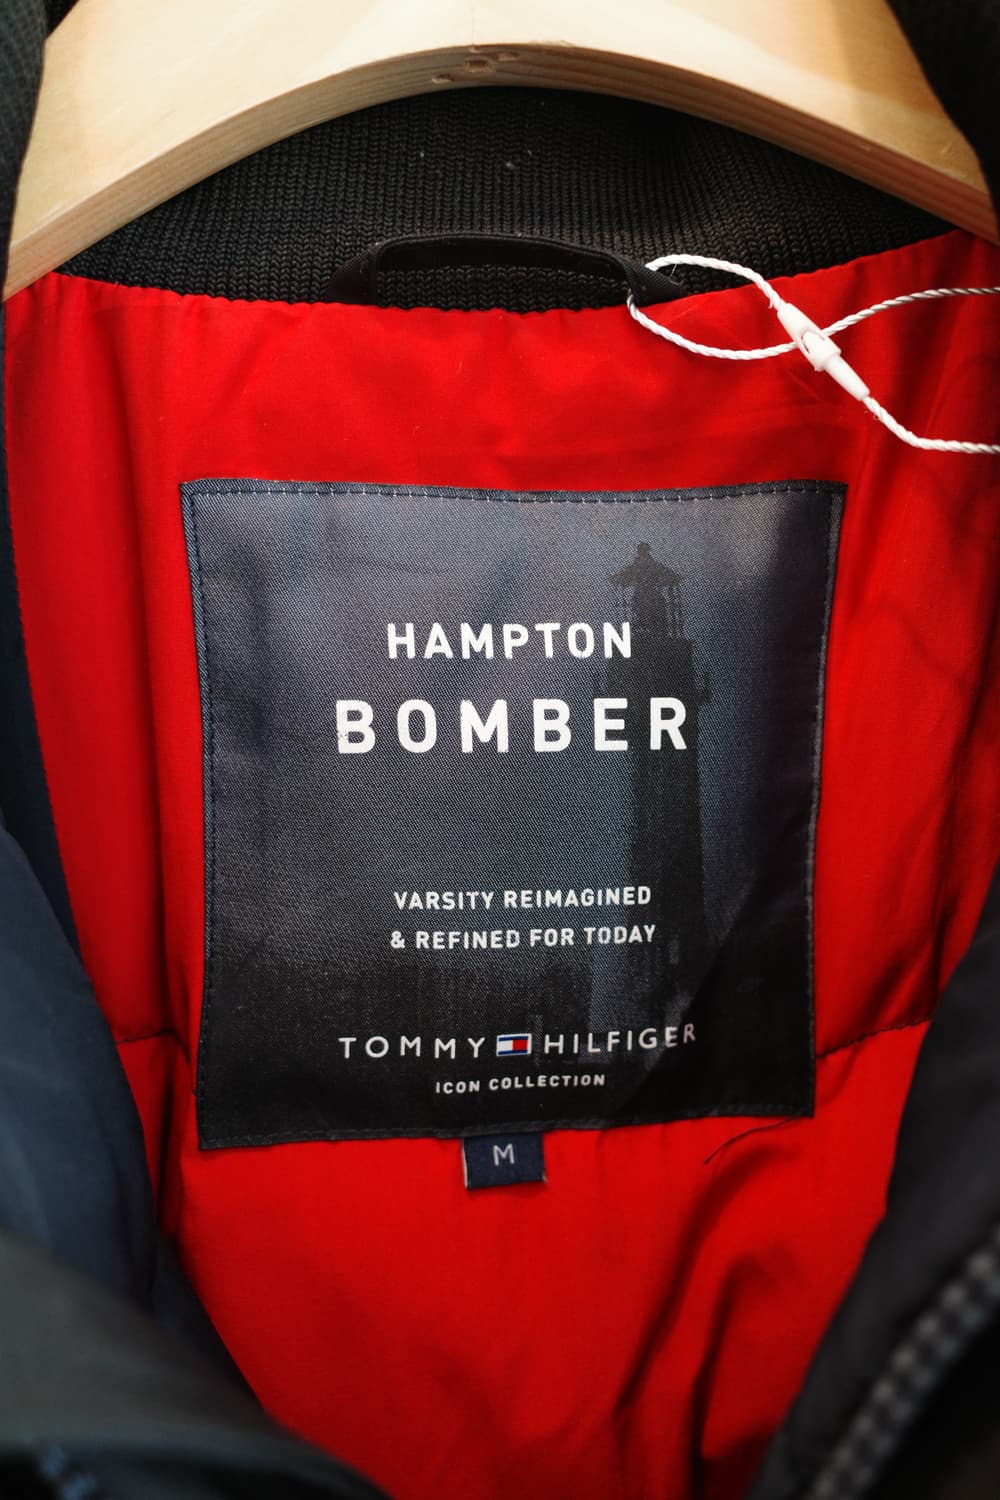 HAMPTON
BOMBER
VARSITY REIMAGINED
& REFINED FOR TODAY
TOMMY HILFIGER
ICON COLLECTION
M